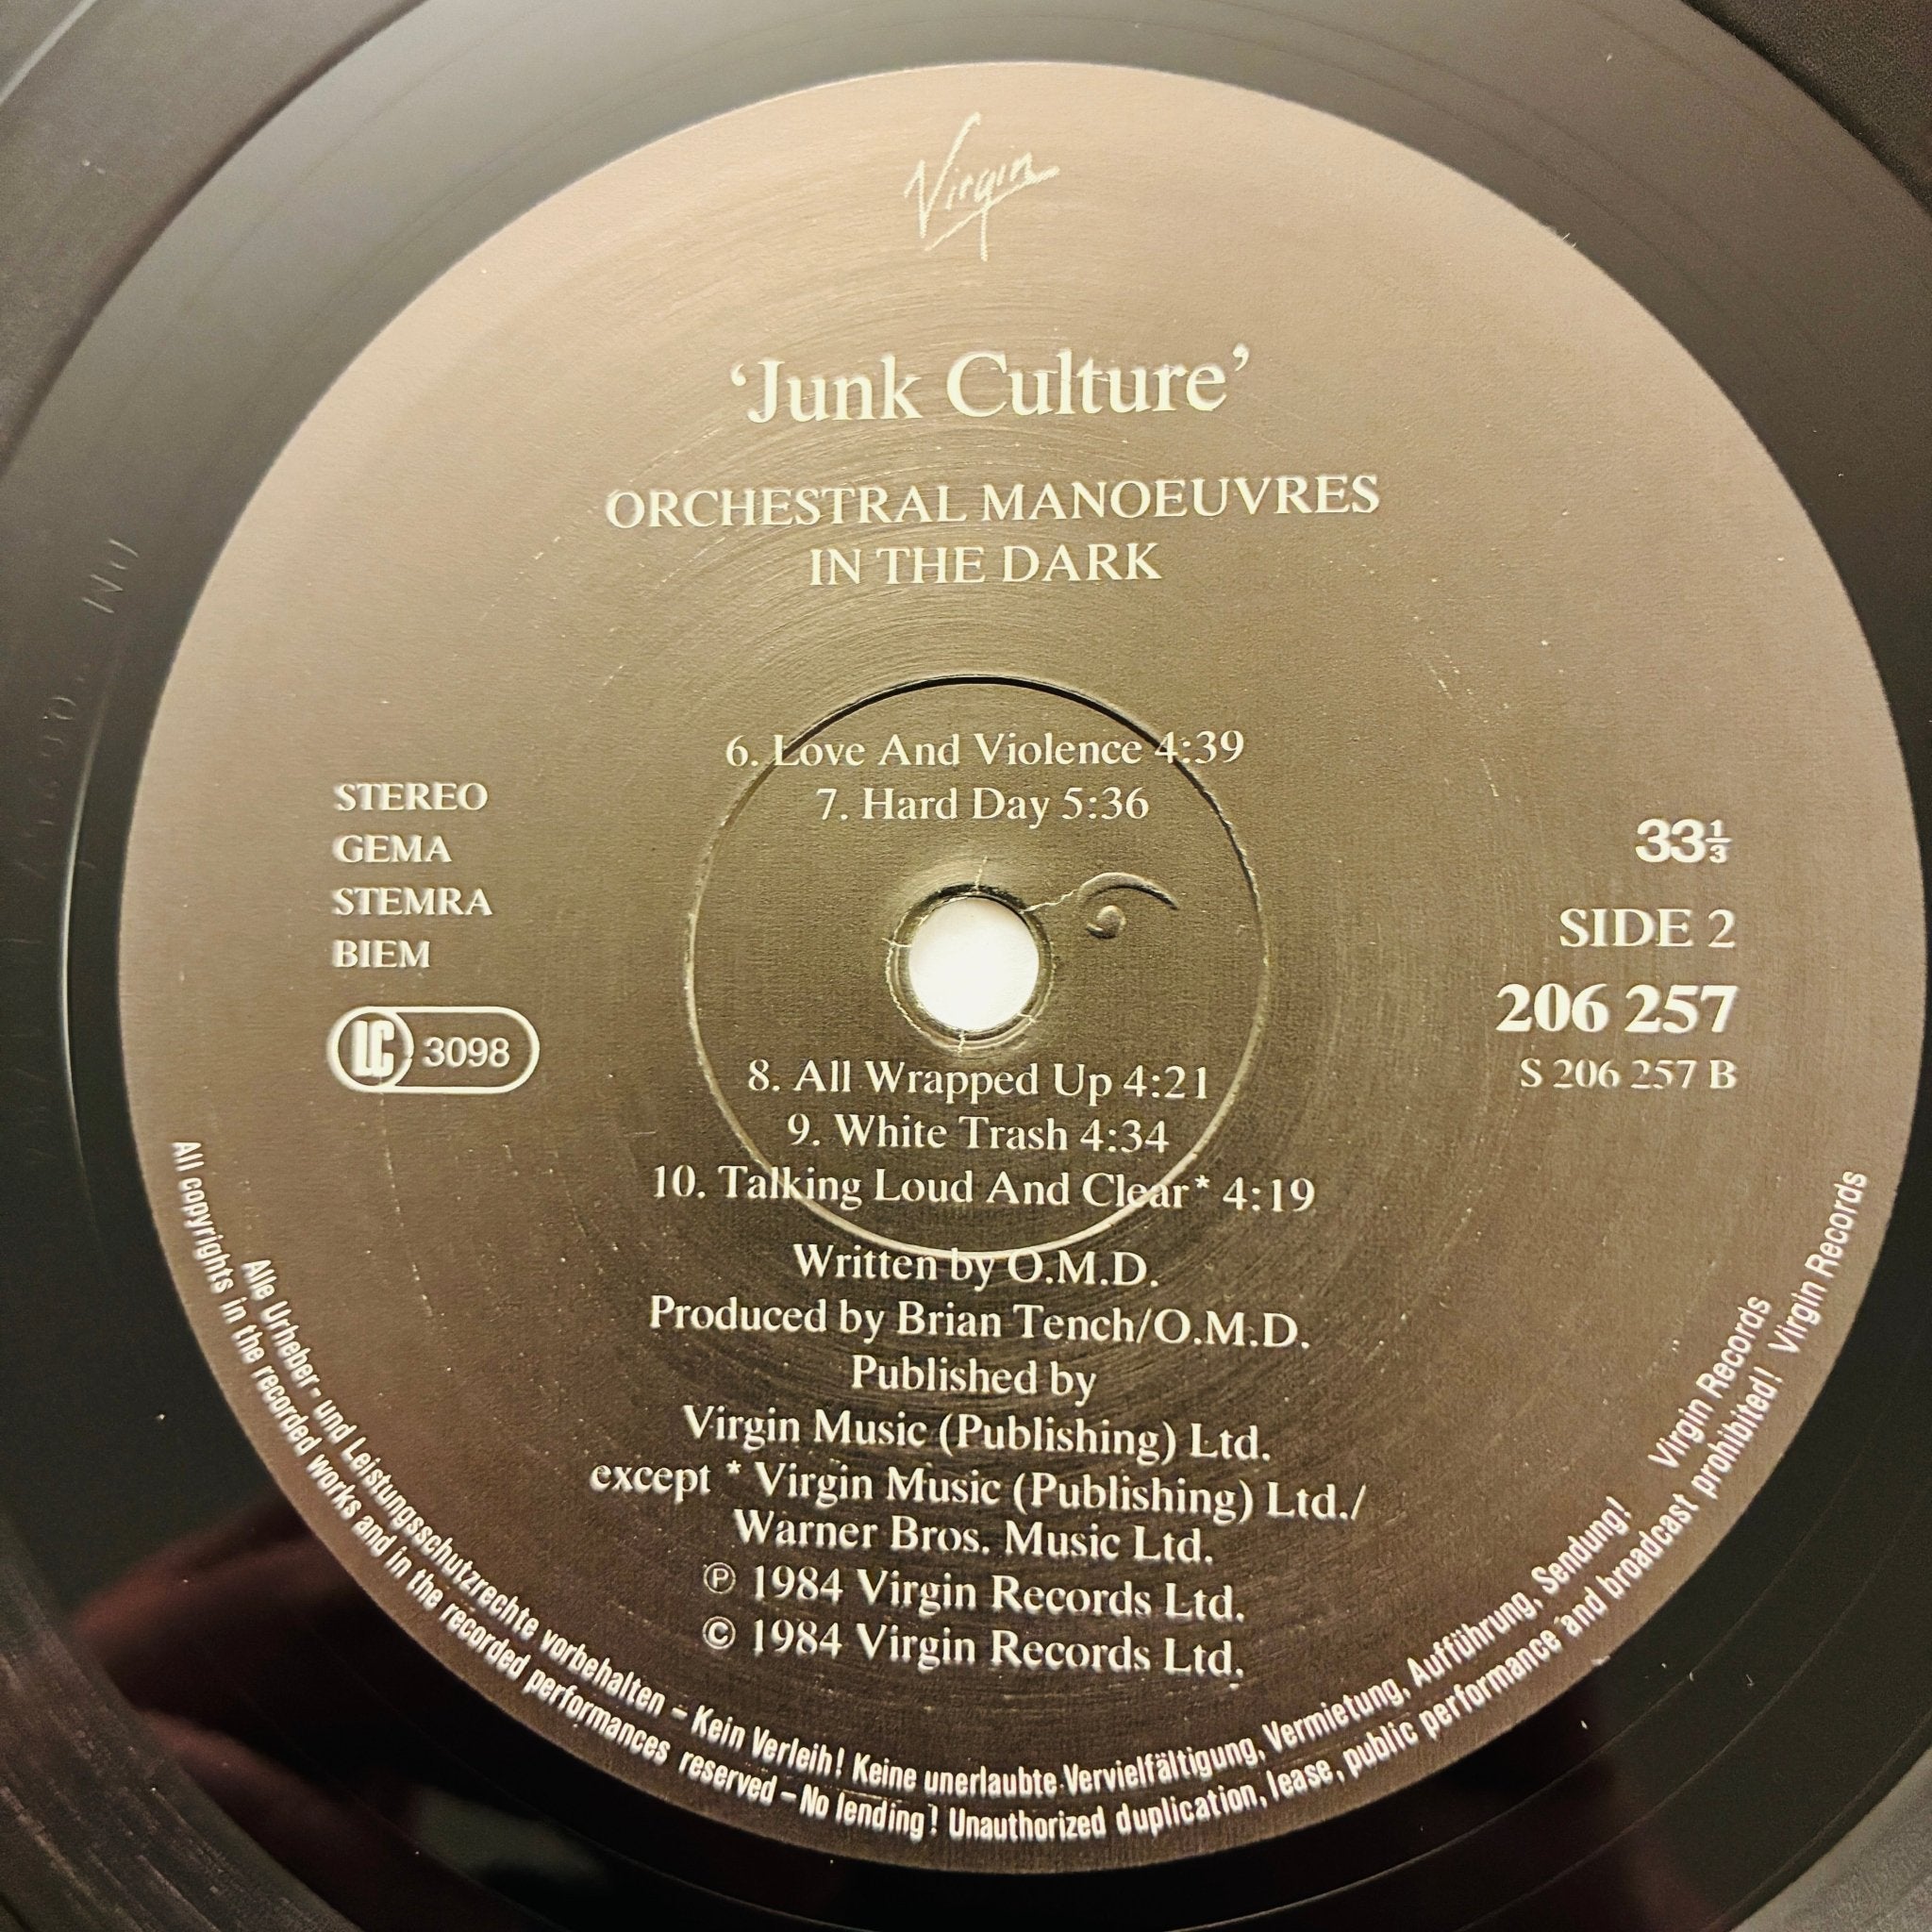 Virgin
‘Junk Culture’
ORCHESTRAL MANOEUVRES
IN THE DARK
6. Love And Violence 4:39
7. Hard Day 5:36
STEREO
GEMA
STEMRA
BIEM
LC 3098
33⅓
SIDE 2
206 257
S 206 257 B
8. All Wrapped Up 4:21
9. White Trash 4:34
10. Talking Loud And Clear* 4:19
Written by O.M.D.
Produced by Brian Tench/O.M.D.
Published by
Virgin Music (Publishing) Ltd.
except * Virgin Music (Publishing) Ltd./
Warner Bros. Music Ltd.
Ⓟ 1984 Virgin Records Ltd.
© 1984 Virgin Records Ltd.
Alle Urheber- und Leistungsschutzrechte vorbehalten – Kein Verleih! Keine unerlaubte Vervielfältigung, Vermietung, Aufführung, Sendung! Virgin Records
All copyrights in the recorded works and in the recorded performances reserved – No lending! Unauthorized duplication, lease, public performance and broadcast prohibited! Virgin Records